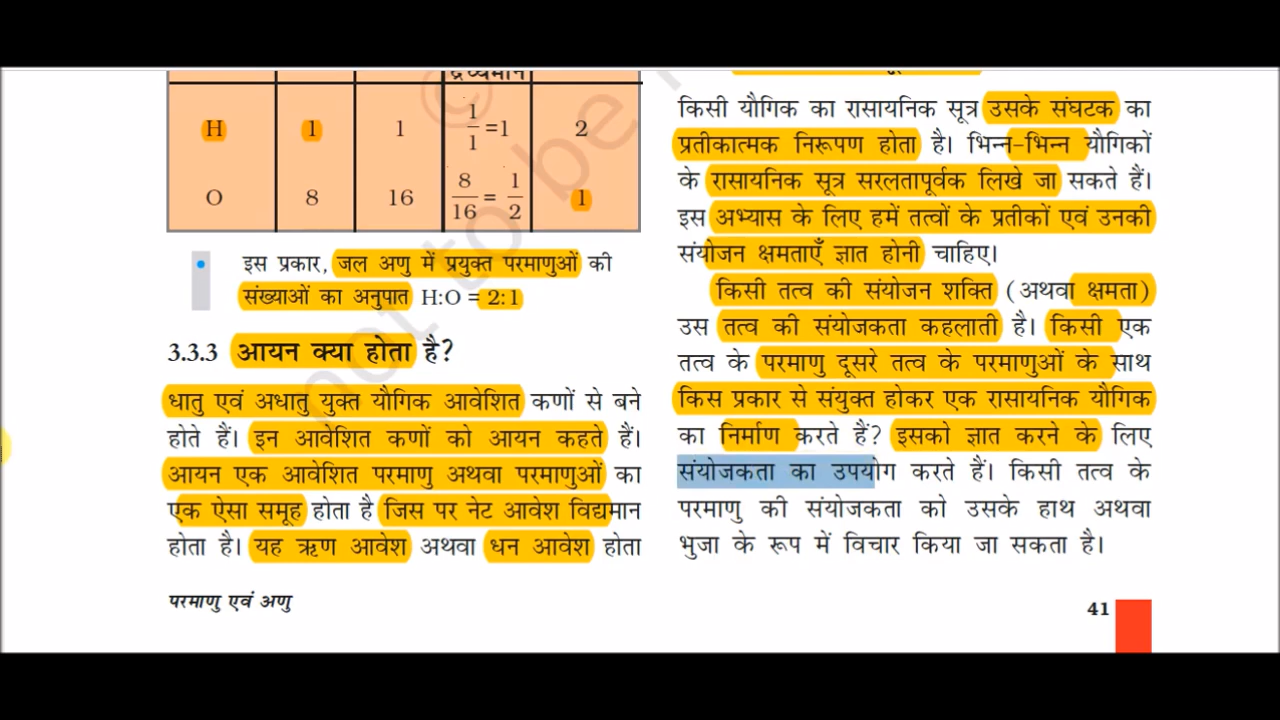 द्रव्यमान
H 1 1 1/1 =1 2
O 8 16 8/16 = 1/2 1
• इस प्रकार, जल अणु में प्रयुक्त परमाणुओं की
संख्याओं का अनुपात H:O = 2:1
3.3.3 आयन क्या होता है?
धातु एवं अधातु युक्त यौगिक आवेशित कणों से बने
होते हैं। इन आवेशित कणों को आयन कहते हैं।
आयन एक आवेशित परमाणु अथवा परमाणुओं का
एक ऐसा समूह होता है जिस पर नेट आवेश विद्यमान
होता है। यह ऋण आवेश अथवा धन आवेश होता
किसी यौगिक का रासायनिक सूत्र उसके संघटक का
प्रतीकात्मक निरूपण होता है। भिन्न-भिन्न यौगिकों
के रासायनिक सूत्र सरलतापूर्वक लिखे जा सकते हैं।
इस अभ्यास के लिए हमें तत्वों के प्रतीकों एवं उनकी
संयोजन क्षमताएँ ज्ञात होनी चाहिए।
किसी तत्व की संयोजन शक्ति (अथवा क्षमता)
उस तत्व की संयोजकता कहलाती है। किसी एक
तत्व के परमाणु दूसरे तत्व के परमाणुओं के साथ
किस प्रकार से संयुक्त होकर एक रासायनिक यौगिक
का निर्माण करते हैं? इसको ज्ञात करने के लिए
संयोजकता का उपयोग करते हैं। किसी तत्व के
परमाणु की संयोजकता को उसके हाथ अथवा
भुजा के रूप में विचार किया जा सकता है।
परमाणु एवं अणु
41
© not to be